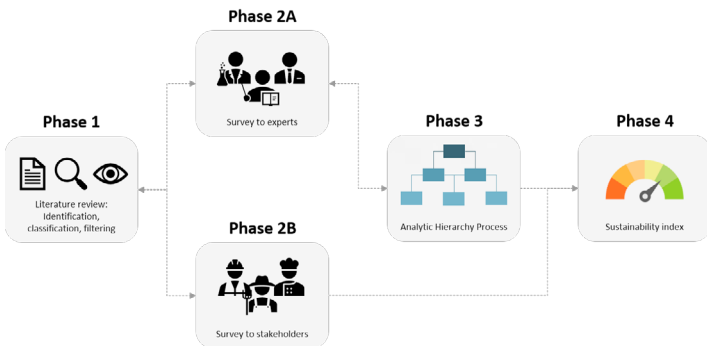 Phase 2A
Survey to experts
Phase 1
Literature review:
Identification,
classification, filtering
Phase 3
Analytic Hierarchy Process
Phase 4
Sustainability index
Phase 2B
Survey to stakeholders